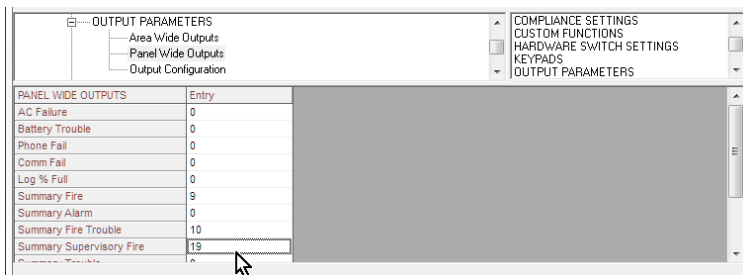 OUTPUT PARAMETERS
Area Wide Outputs
Panel Wide Outputs
Output Configuration
COMPLIANCE SETTINGS
CUSTOM FUNCTIONS
HARDWARE SWITCH SETTINGS
KEYPADS
OUTPUT PARAMETERS
PANEL WIDE OUTPUTS Entry
AC Failure 0
Battery Trouble 0
Phone Fail 0
Comm Fail 0
Log % Full 0
Summary Fire 9
Summary Alarm 0
Summary Fire Trouble 10
Summary Supervisory Fire 19
Summary Trouble